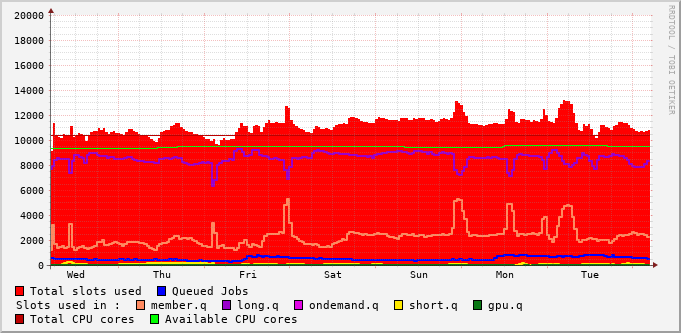 20000
18000
16000
14000
12000
10000
8000
6000
4000
2000
0
Wed Thu Fri Sat Sun Mon Tue
Total slots used Queued Jobs
Slots used in : member.q long.q ondemand.q short.q gpu.q
Total CPU cores Available CPU cores
RRDTOOL / TOBI OETIKER